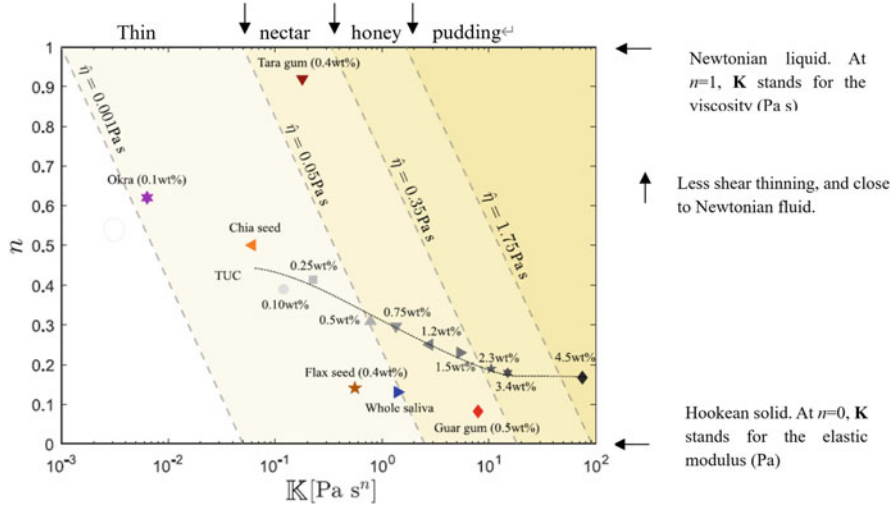 Thin nectar honey pudding↵
1
0.9
0.8
0.7
0.6
0.5
0.4
0.3
0.2
0.1
0
n
Tara gum (0.4wt%)
η̂ = 0.001Pa s
η̂ = 0.05Pa s
η̂ = 0.35Pa s
η̂ = 1.75Pa s
Okra (0.1wt%)
Chia seed
TUC
0.25wt%
0.10wt%
0.5wt%
0.75wt%
1.2wt%
1.5wt%
2.3wt%
3.4wt%
4.5wt%
Flax seed (0.4wt%)
Whole saliva
Guar gum (0.5wt%)
10⁻³ 10⁻² 10⁻¹ 10⁰ 10¹ 10²
𝕂[Pa sⁿ]
Newtonian liquid. At
n=1, K stands for the
viscosity (Pa s)
Less shear thinning, and close
to Newtonian fluid.
Hookean solid. At n=0, K
stands for the elastic
modulus (Pa)